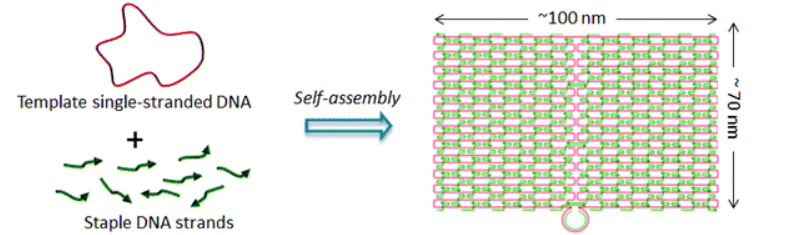 ~100 nm
Template single-stranded DNA
+
Self-assembly
~ 70 nm
Staple DNA strands